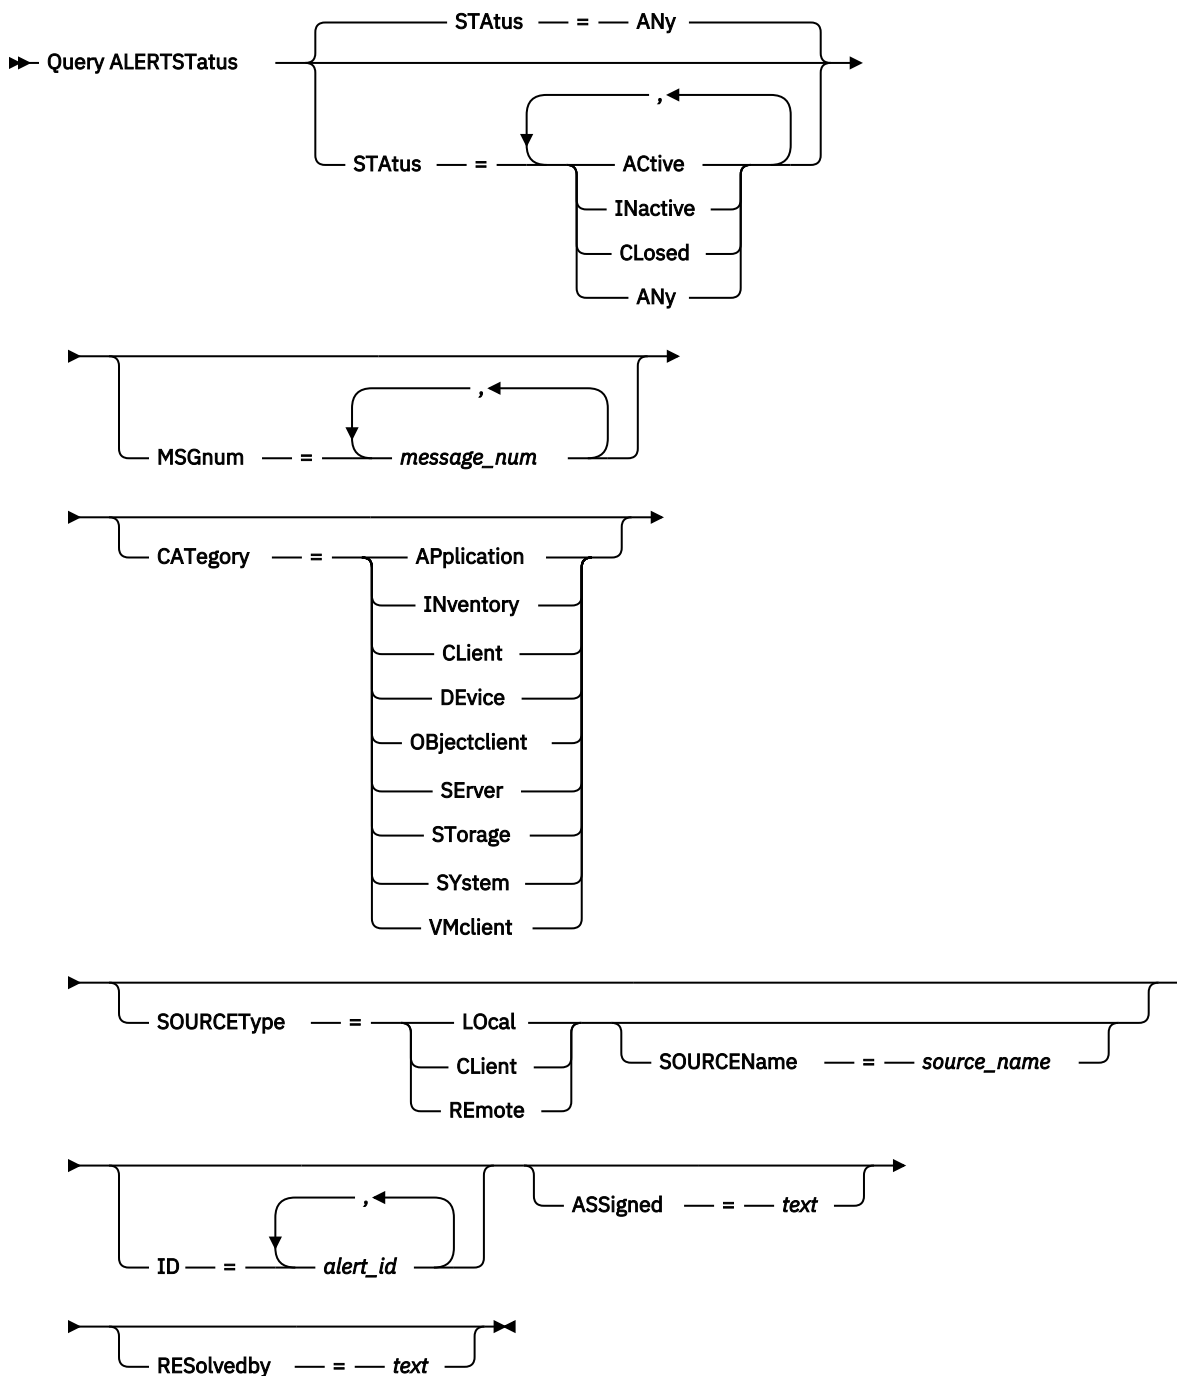 STAtus = ANy
Query ALERTSTatus
,
STAtus = ACtive
INactive
CLosed
ANy
,
MSGnum = message_num
CATegory = APplication
INventory
CLient
DEvice
OBjectclient
SErver
STorage
SYstem
VMclient
SOURCEType = LOcal
SOURCEName = source_name
CLient
REmote
,
ASSigned = text
ID = alert_id
RESolvedby = text